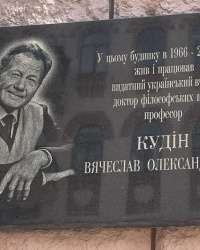 У цьому будинку в 1966 - 2
жив і працював
видатний український
доктор філософських
професор
КУДІН
ВЯЧЕСЛАВ ОЛЕКСАН